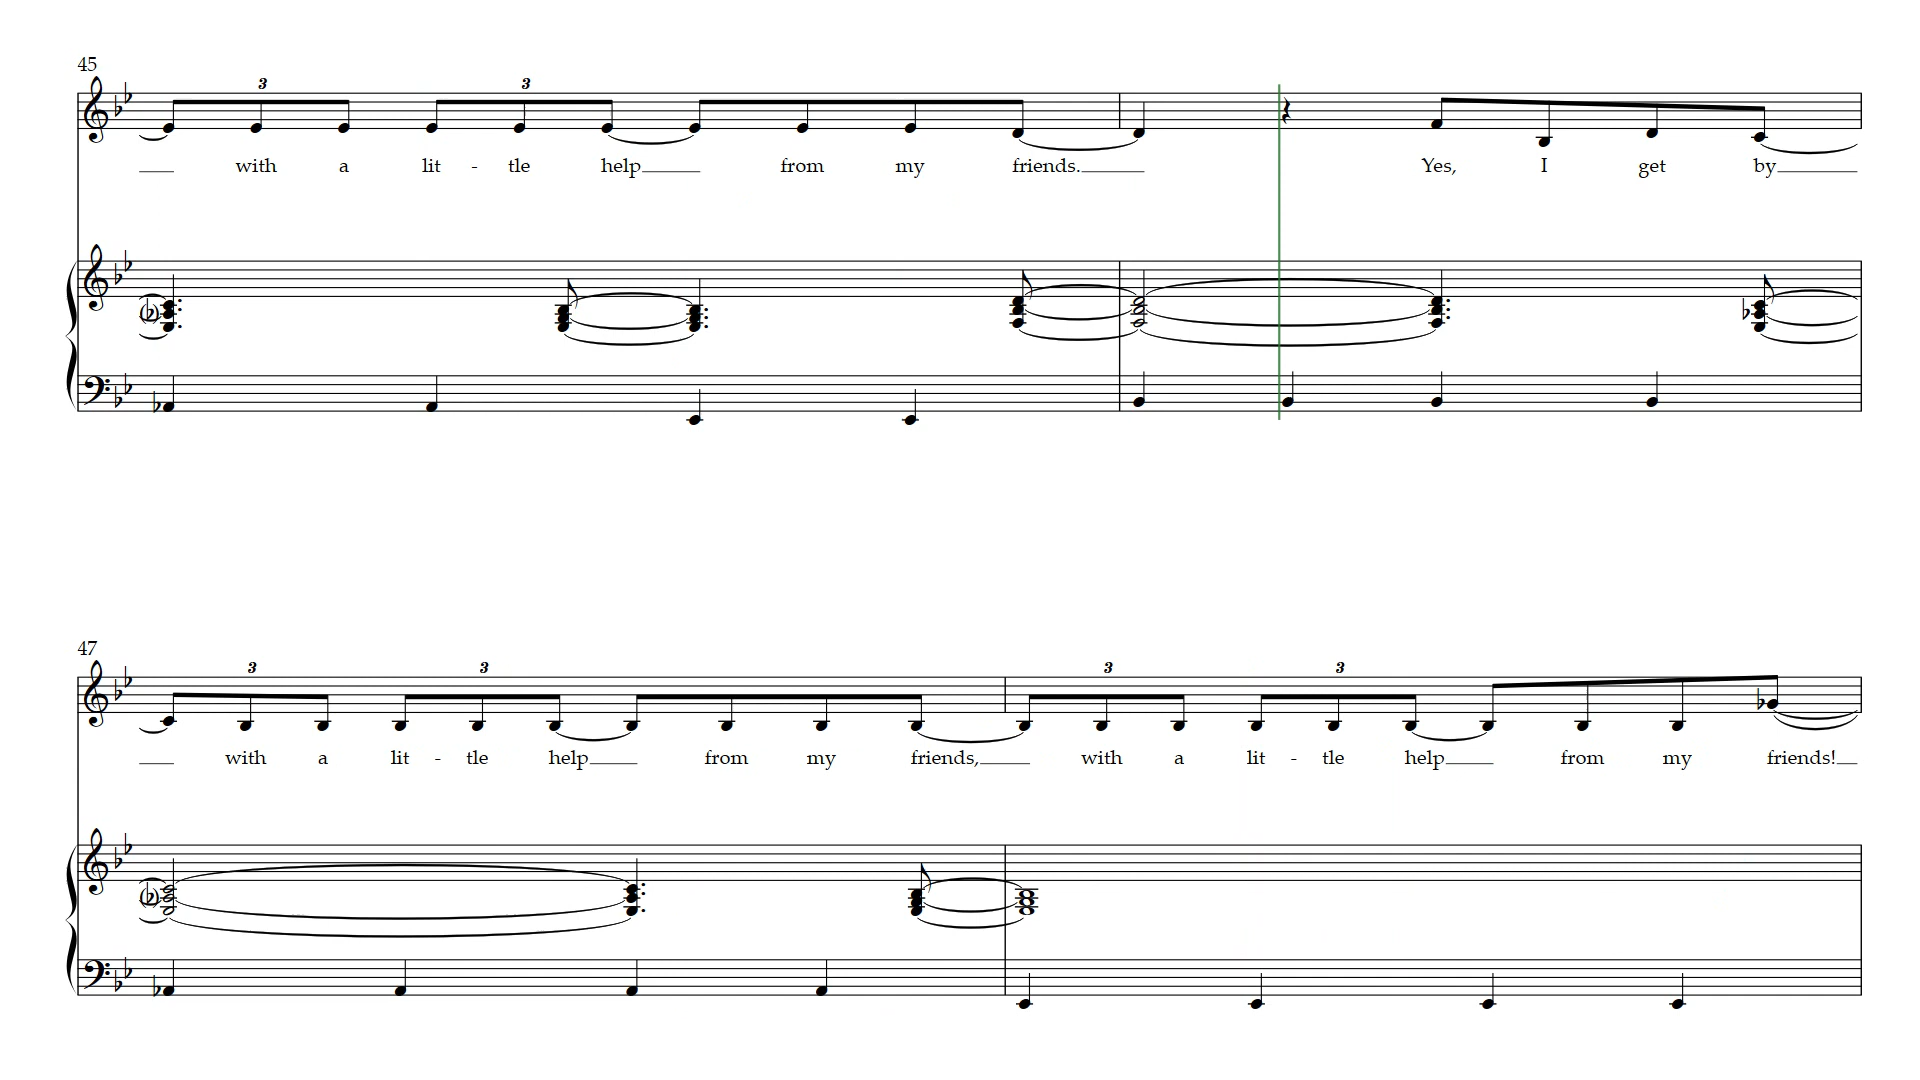 45
3 3
with a lit - tle help from my friends. Yes, I get by
47
3 3 3 3
with a lit - tle help from my friends, with a lit - tle help from my friends!